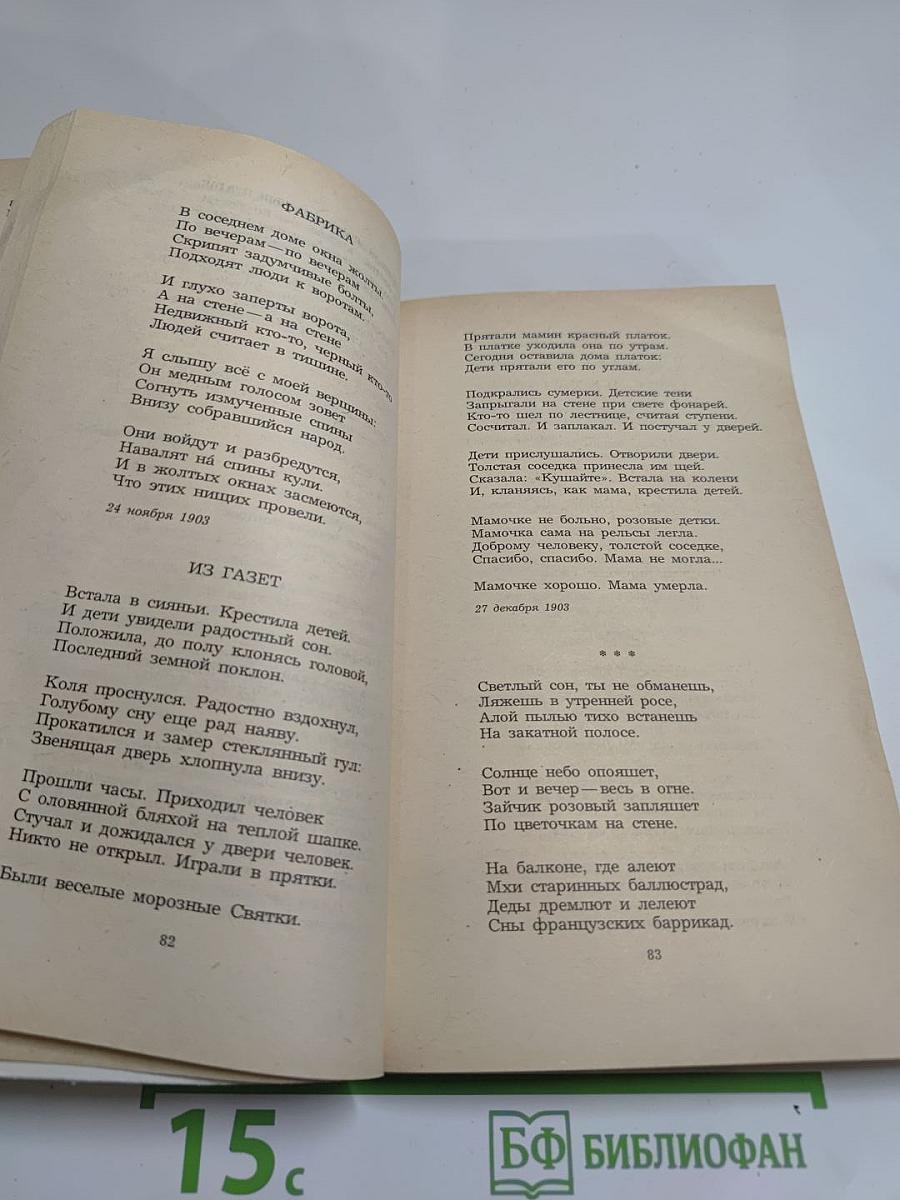 ФАБРИКА
В соседнем доме окна жолты.
По вечерам — по вечерам
Скрипят задумчивые болты,
Подходят люди к воротам.
И глухо заперты ворота,
А на стене — а на стене
Недвижный кто-то, черный кто-то
Людей считает в тишине.
Я слышу всё с моей вершины:
Он медным голосом зовет
Согнуть измученные спины
Внизу собравшийся народ.
Они войдут и разбредутся,
Навалят на́ спины кули.
И в жолтых окнах засмеются,
Что этих нищих провели.
24 ноября 1903
ИЗ ГАЗЕТ
Встала в сияньи. Крестила детей.
И дети увидели радостный сон.
Положила, до полу клонясь головой,
Последний земной поклон.
Коля проснулся. Радостно вздохнул,
Голубому сну еще рад наяву.
Прокатился и замер стеклянный гул:
Звенящая дверь хлопнула внизу.
Прошли часы. Приходил человек
С оловянной бляхой на теплой шапке.
Стучал и дожидался у двери человек.
Никто не открыл. Играли в прятки.
Были веселые морозные Святки.
82
Прятали мамин красный платок.
В платке уходила она по утрам.
Сегодня оставила дома платок:
Дети прятали его по углам.
Подкрались сумерки. Детские тени
Запрыгали на стене при свете фонарей.
Кто-то шел по лестнице, считая ступени.
Сосчитал. И заплакал. И постучал у дверей.
Дети прислушались. Отворили двери.
Толстая соседка принесла им щей.
Сказала: «Кушайте». Встала на колени
И, кланяясь, как мама, крестила детей.
Мамочке не больно, розовые детки.
Мамочка сама на рельсы легла.
Доброму человеку, толстой соседке,
Спасибо, спасибо. Мама не могла...
Мамочке хорошо. Мама умерла.
27 декабря 1903
* * *
Светлый сон, ты не обманешь,
Ляжешь в утренней росе,
Алой пылью тихо встанешь
На закатной полосе.
Солнце небо опояшет,
Вот и вечер — весь в огне.
Зайчик розовый запляшет
По цветочкам на стене.
На балконе, где алеют
Мхи старинных баллюстрад,
Деды дремлют и лелеют
Сны французских баррикад.
83
15 с
БФ БИБЛИОФАН